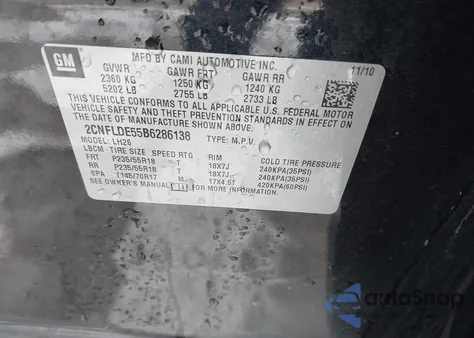 GM
MFD BY CAMI AUTOMOTIVE INC.
GVWR GAWR FRT GAWR RR 11/10
2360 KG 1250 KG 1240 KG
5202 LB 2755 LB 2733 LB
THIS VEHICLE CONFORMS TO ALL APPLICABLE U.S. FEDERAL MOTOR
VEHICLE SAFETY AND THEFT PREVENTION STANDARDS IN EFFECT ON
THE DATE OF MANUFACTURE SHOWN ABOVE.
2CNFLDE55B6286138 TYPE: M.P.V.
MODEL: LH26
LBCM TIRE SIZE SPEED RTG RIM COLD TIRE PRESSURE
FRT P235/55R18 T 18X7J 240KPA(35PSI)
RR P235/55R18 T 18X7J 240KPA(35PSI)
SPA T145/70R17 M 17X4.5T 420KPA(60PSI)
SEE OWNER'S MANUAL FOR MORE INFORMATION.
autoSnap